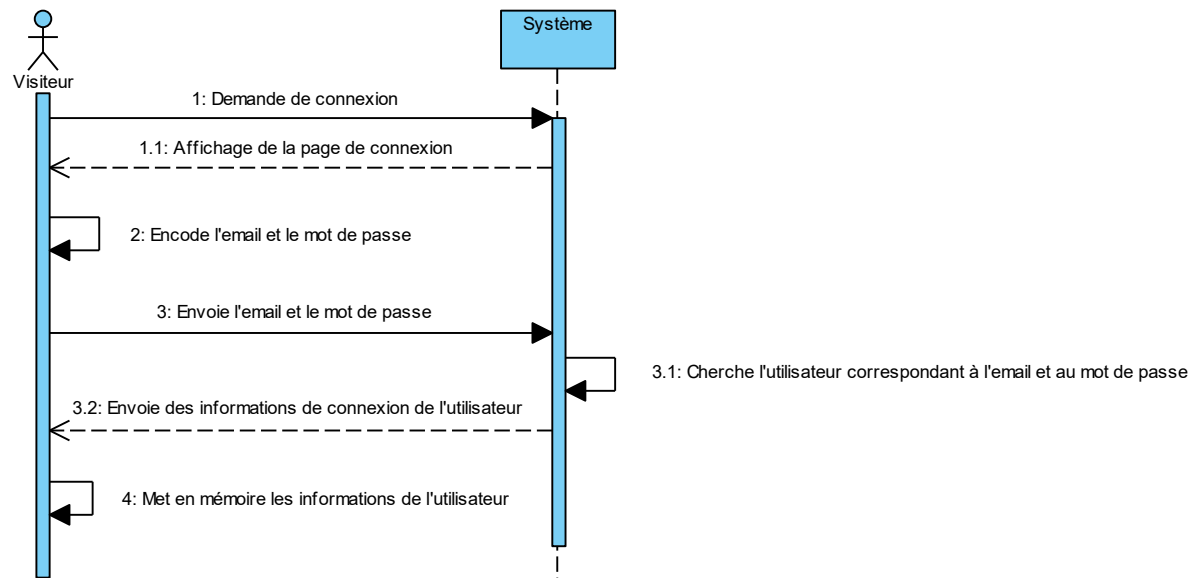 Système
Visiteur
1: Demande de connexion
1.1: Affichage de la page de connexion
2: Encode l'email et le mot de passe
3: Envoie l'email et le mot de passe
3.1: Cherche l'utilisateur correspondant à l'email et au mot de passe
3.2: Envoie des informations de connexion de l'utilisateur
4: Met en mémoire les informations de l'utilisateur